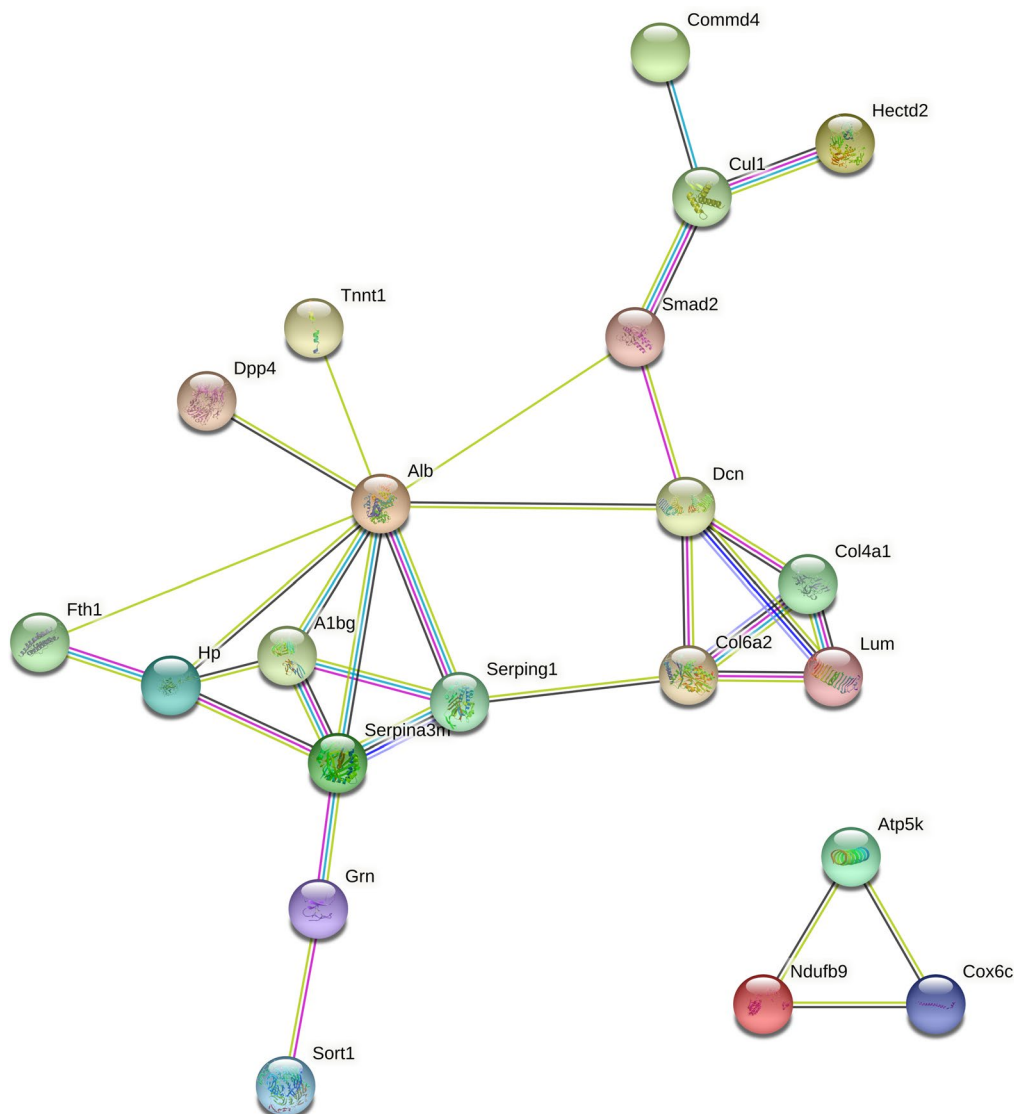 Commd4
Hectd2
Cul1
Smad2
Tnnt1
Dpp4
Alb
Dcn
Col4a1
Fth1
A1bg
Hp
Col6a2
Lum
Serping1
Serpina3m
Atp5k
Grn
Ndufb9
Cox6c
Sort1